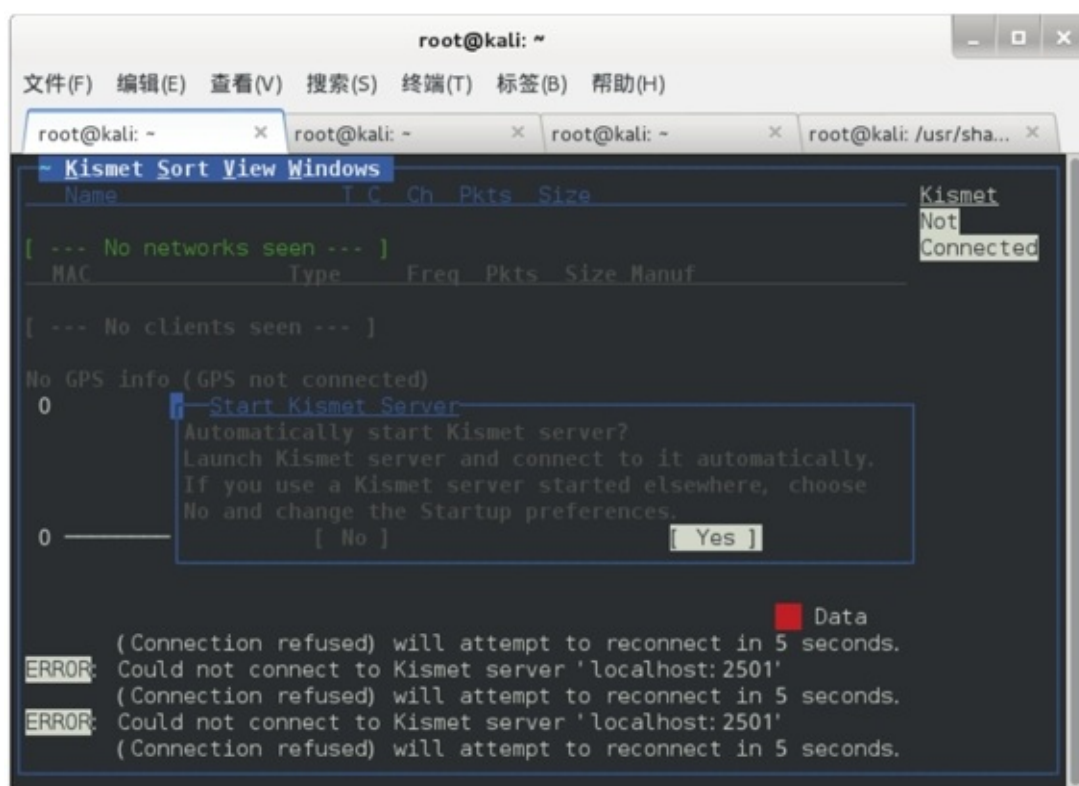 root@kali: ~
文件(F) 编辑(E) 查看(V) 搜索(S) 终端(T) 标签(B) 帮助(H)
root@kali: ~ × root@kali: ~ × root@kali: ~ × root@kali: /usr/sha... ×
~ Kismet Sort View Windows
Name T C Ch Pkts Size Kismet
Not
[ --- No networks seen --- ] Connected
MAC Type Freq Pkts Size Manuf
[ --- No clients seen --- ]
No GPS info (GPS not connected)
0 Start Kismet Server
Automatically start Kismet server?
Launch Kismet server and connect to it automatically.
If you use a Kismet server started elsewhere, choose
No and change the Startup preferences.
0 [ No ] [ Yes ]
Data
(Connection refused) will attempt to reconnect in 5 seconds.
ERROR: Could not connect to Kismet server 'localhost:2501'
(Connection refused) will attempt to reconnect in 5 seconds.
ERROR: Could not connect to Kismet server 'localhost:2501'
(Connection refused) will attempt to reconnect in 5 seconds.